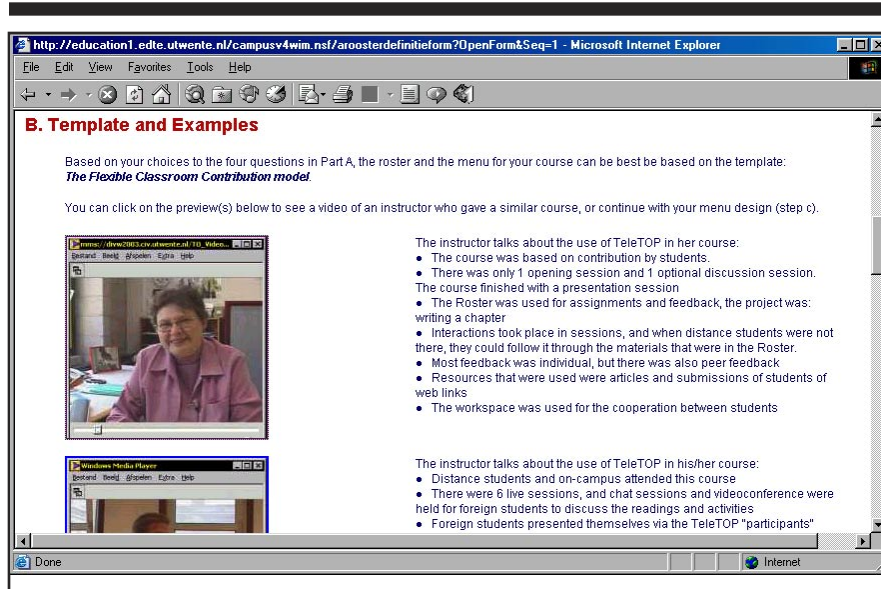 http://education1.edte.utwente.nl/campusv4wim.nsf/aroosterdefinitieform?OpenForm&Seq=1 - Microsoft Internet Explorer
File Edit View Favorites Tools Help
B. Template and Examples
Based on your choices to the four questions in Part A, the roster and the menu for your course can be best be based on the template:
The Flexible Classroom Contribution model.
You can click on the preview(s) below to see a video of an instructor who gave a similar course, or continue with your menu design (step c).
mms://divw2003.civ.utwente.nl/TO_Video...
Bestand Beeld Afspelen Extra Help
The instructor talks about the use of TeleTOP in her course:
● The course was based on contribution by students.
● There was only 1 opening session and 1 optional discussion session.
The course finished with a presentation session
● The Roster was used for assignments and feedback, the project was:
writing a chapter
● Interactions took place in sessions, and when distance students were not
there, they could follow it through the materials that were in the Roster.
● Most feedback was individual, but there was also peer feedback
● Resources that were used were articles and submissions of students of
web links
● The workspace was used for the cooperation between students
Windows Media Player
Bestand Beeld Afspelen Extra Help
The instructor talks about the use of TeleTOP in his/her course:
● Distance students and on-campus attended this course
● There were 6 live sessions, and chat sessions and videoconference were
held for foreign students to discuss the readings and activities
● Foreign students presented themselves via the TeleTOP "participants"
Done
Internet